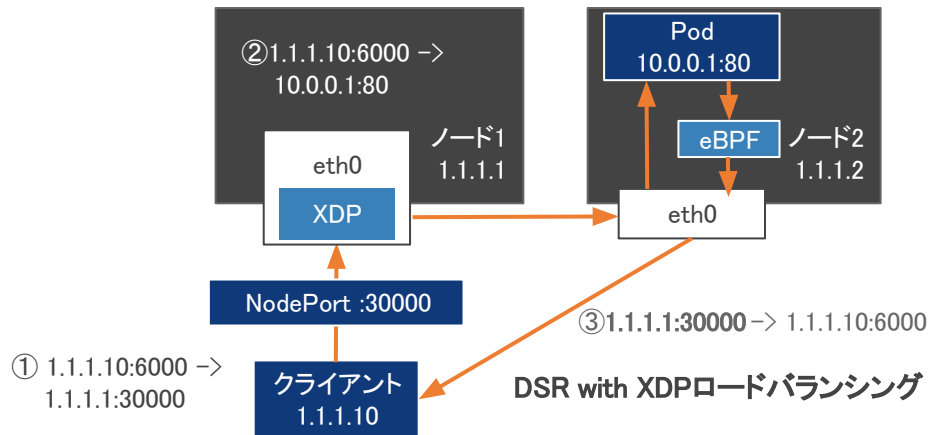 ②1.1.1.10:6000 ->
10.0.0.1:80
ノード1
1.1.1.1
eth0
XDP
Pod
10.0.0.1:80
eBPF
ノード2
1.1.1.2
eth0
NodePort :30000
③1.1.1.1:30000 -> 1.1.1.10:6000
① 1.1.1.10:6000 ->
1.1.1.1:30000
クライアント
1.1.1.10
DSR with XDPロードバランシング